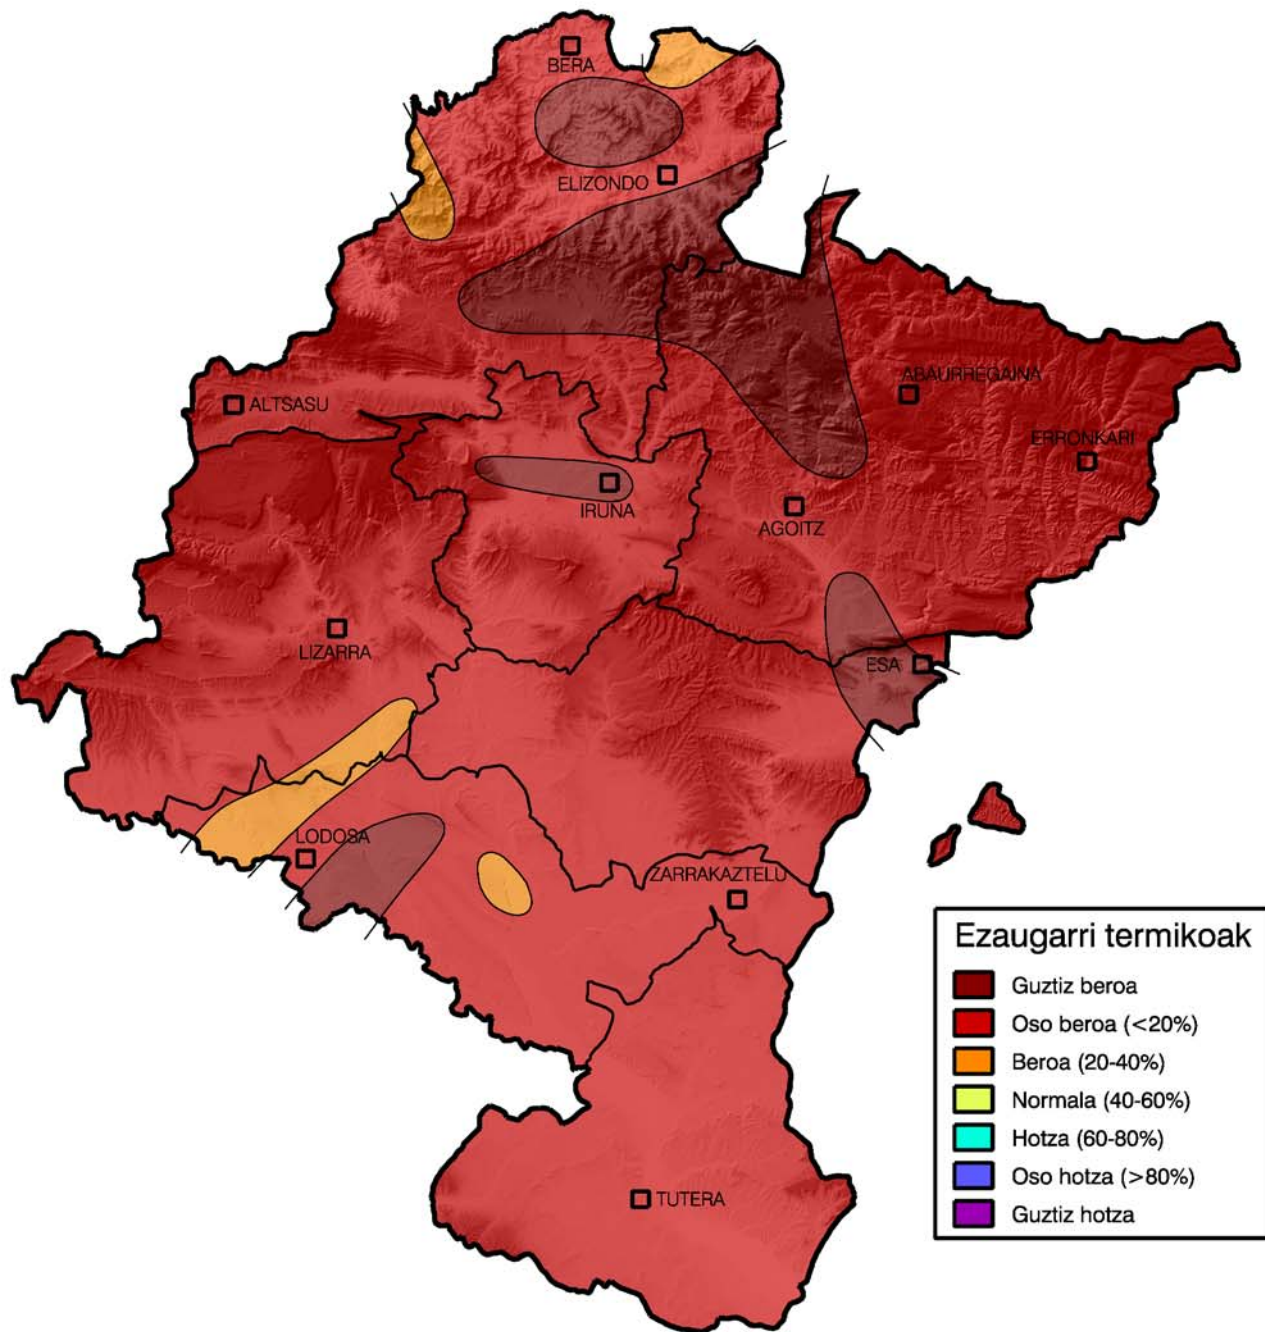 BERA
ELIZONDO
ABAURREGAINA
ALTSASU
ERRONKARI
IRUNA
AGOITZ
LIZARRA
ESA
LODOSA
ZARRAKAZTELU
TUTERA
Ezaugarri termikoak
Guztiz beroa
Oso beroa (<20%)
Beroa (20-40%)
Normala (40-60%)
Hotza (60-80%)
Oso hotza (>80%)
Guztiz hotza